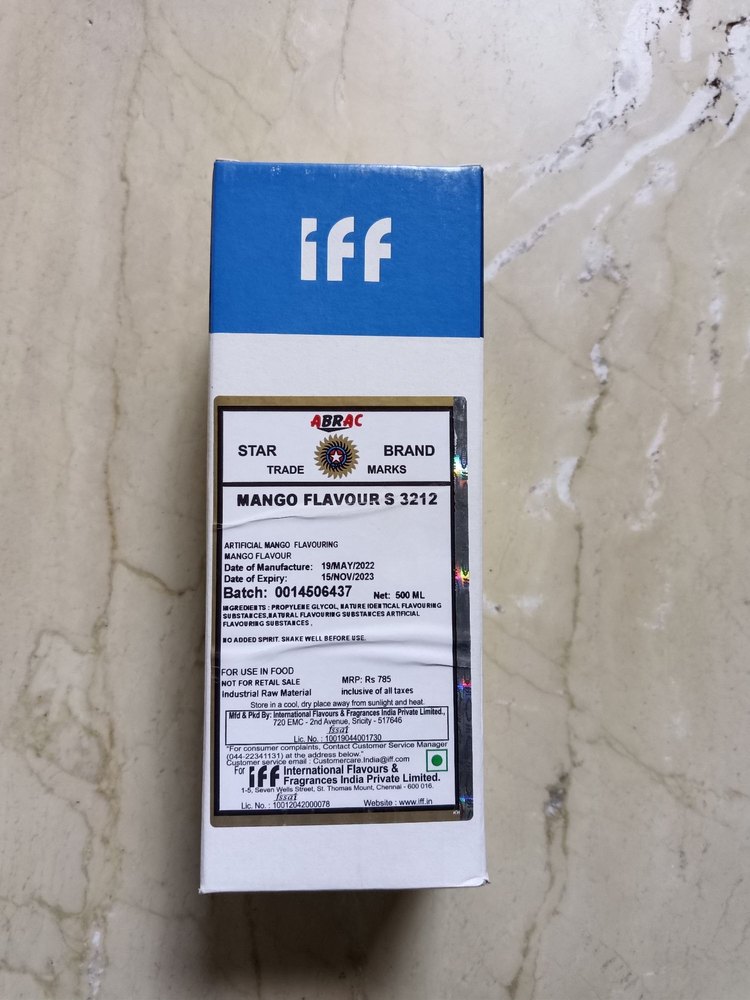 iff
ABRAC
STAR BRAND
TRADE MARKS
MANGO FLAVOUR S 3212
ARTIFICIAL MANGO FLAVOURING
MANGO FLAVOUR
Date of Manufacture: 19/MAY/2022
Date of Expiry: 15/NOV/2023
Batch: 0014506437 Net: 500 ML
INGREDIENTS : PROPYLENE GLYCOL, NATURE IDENTICAL FLAVOURING
SUBSTANCES,NATURAL FLAVOURING SUBSTANCES ARTIFICIAL
FLAVOURING SUBSTANCES ,
NO ADDED SPIRIT. SHAKE WELL BEFORE USE.
FOR USE IN FOOD
NOT FOR RETAIL SALE MRP: Rs 785
Industrial Raw Material inclusive of all taxes
Store in a cool, dry place away from sunlight and heat.
Mfd & Pkd By: International Flavours & Fragrances India Private Limited.,
720 EMC - 2nd Avenue, Sricity - 517646
fssai
Lic. No. : 10019044001730
"For consumer complaints, Contact Customer Service Manager
(044-22341131) at the address below."
Customer service email : Customercare.India@iff.com
For iff International Flavours &
Fragrances India Private Limited.
1-5, Seven Wells Street, St. Thomas Mount, Chennai - 600 016.
fssai
Lic. No. : 10012042000078 Website : www.iff.in